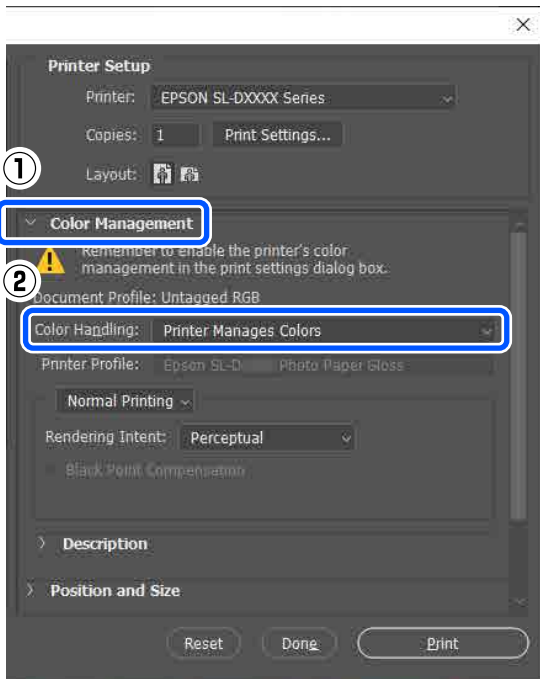 Printer Setup
Printer: EPSON SL-DXXXX Series
Copies: 1 Print Settings...
Layout:
①
Color Management
Remember to enable the printer's color
management in the print settings dialog box.
②
Document Profile: Untagged RGB
Color Handling: Printer Manages Colors
Printer Profile: Epson SL-D Photo Paper Gloss
Normal Printing
Rendering Intent: Perceptual
Black Point Compensation
Description
Position and Size
Reset Done Print